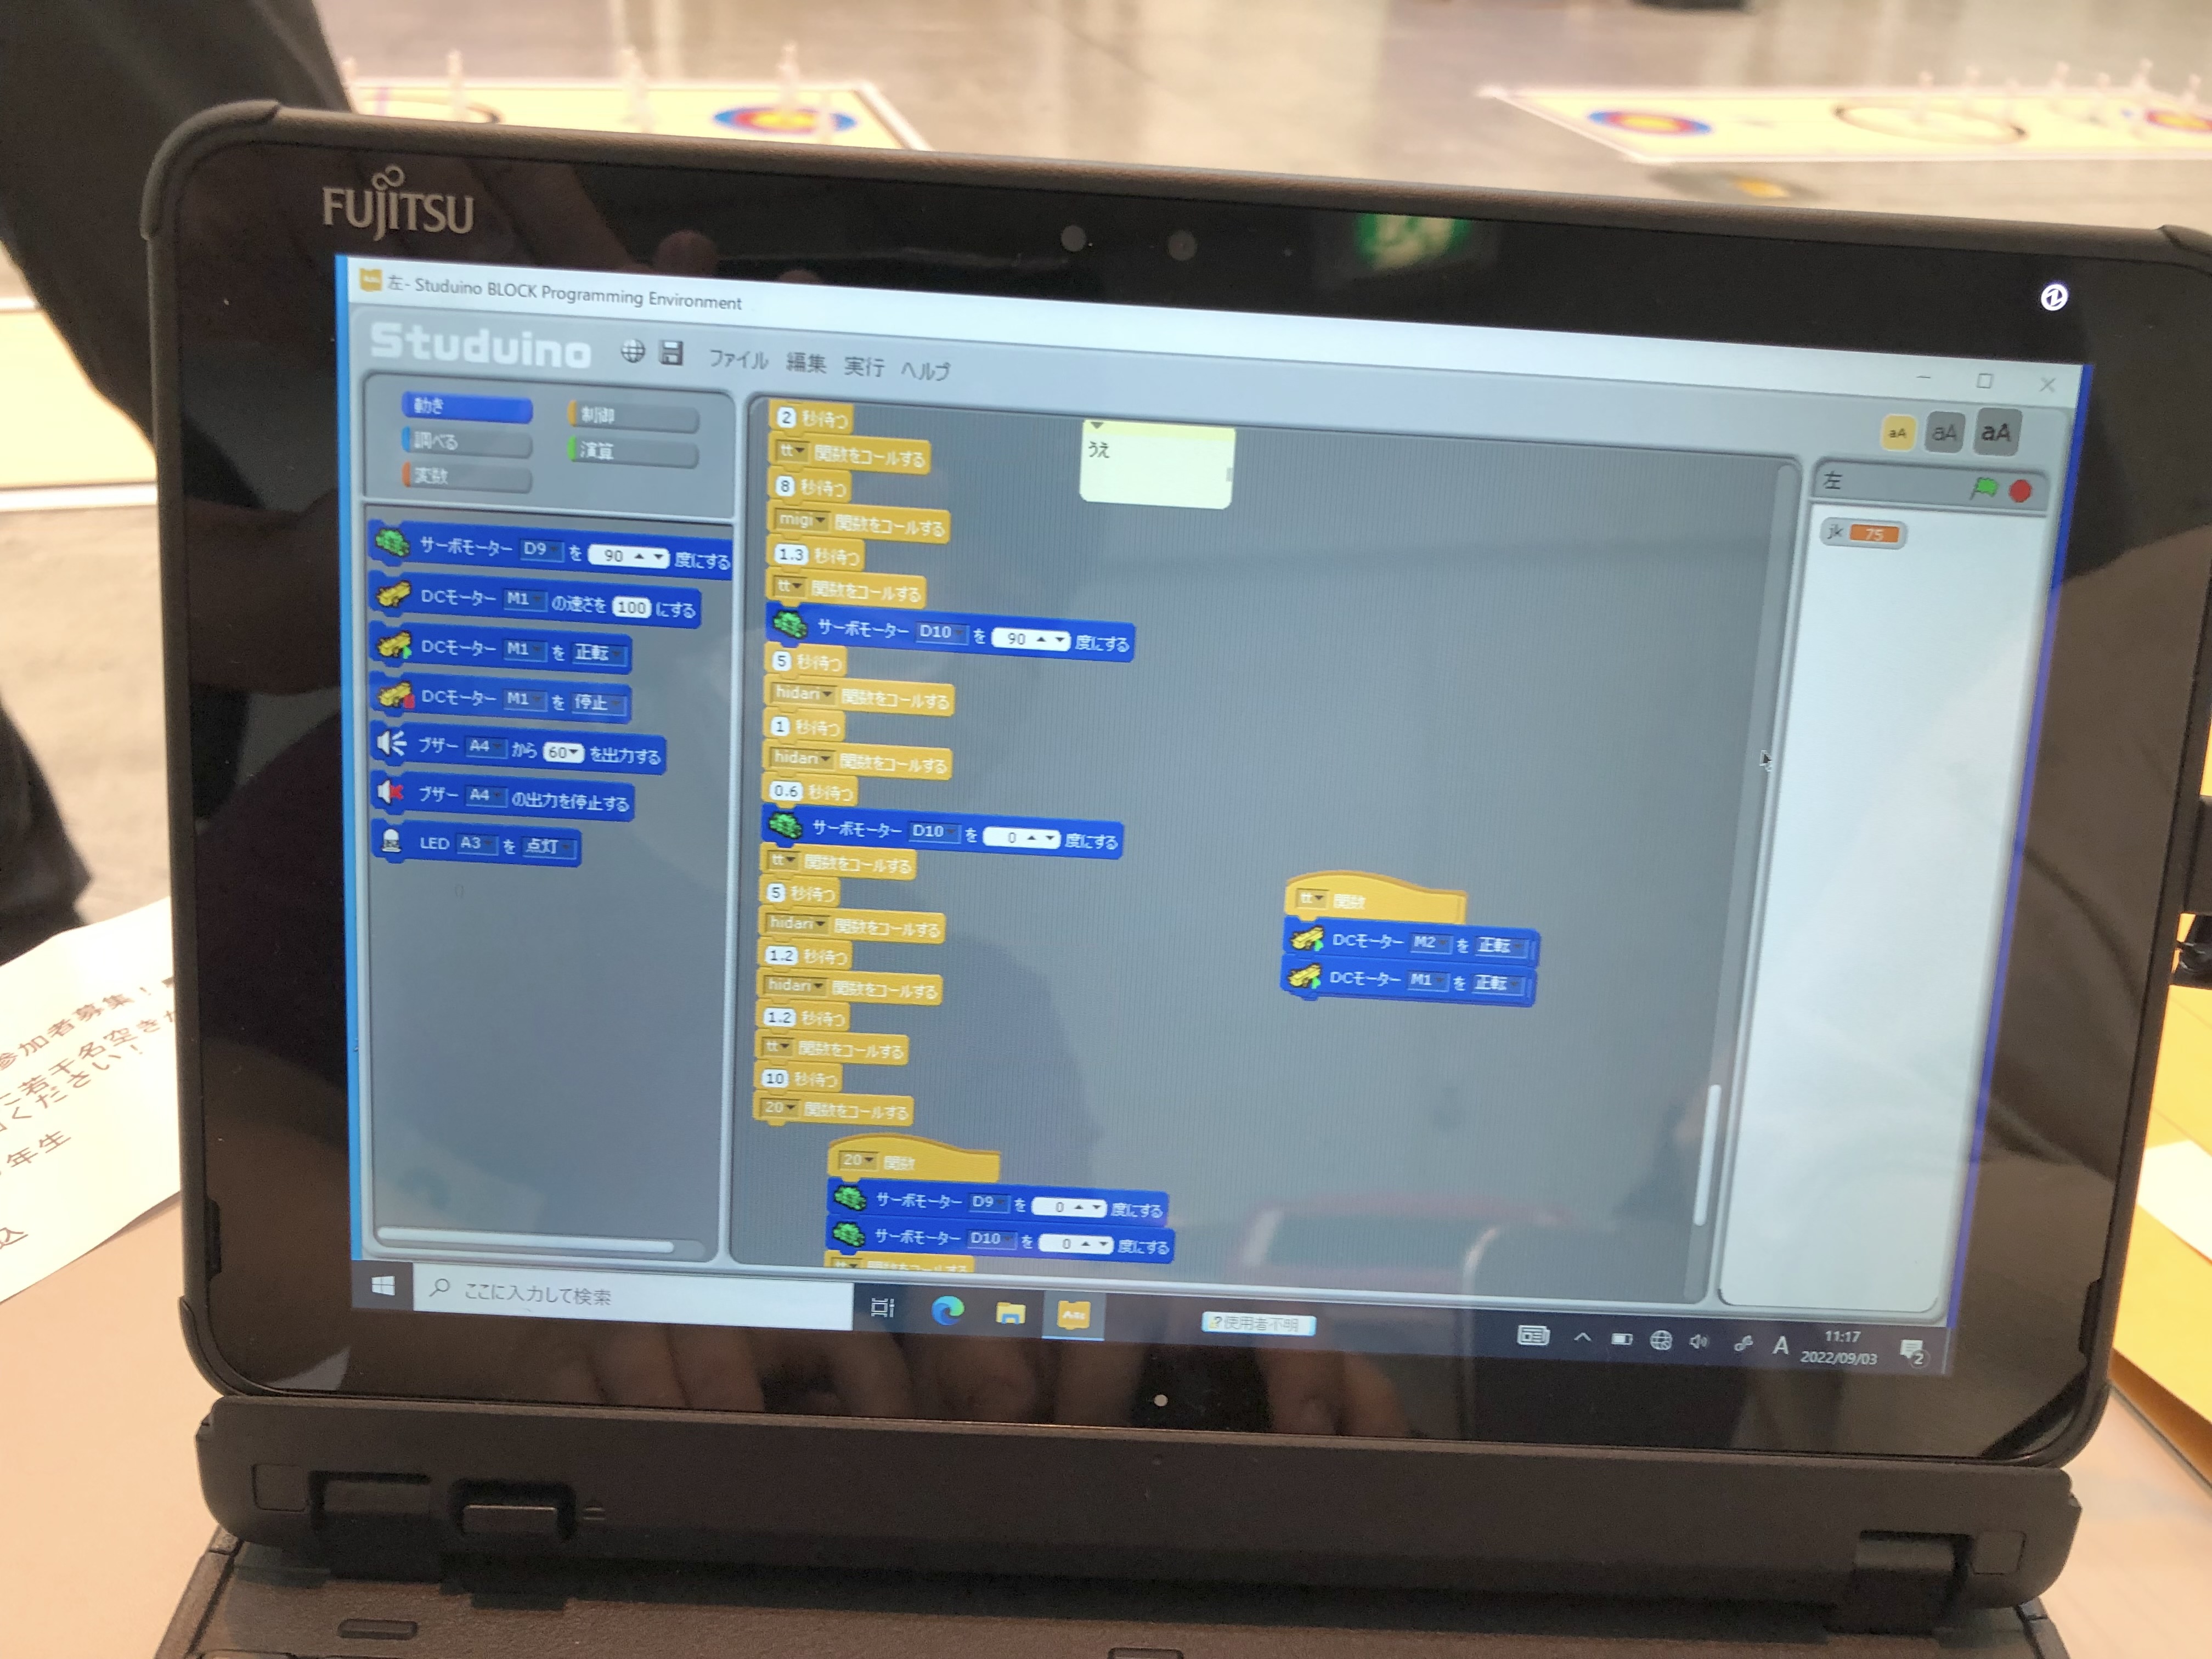 FUJITSU
左- Studuino BLOCK Programming Environment
Studuino ファイル 編集 実行 ヘルプ
aA aA aA
動き 制御
調べる 演算
変数
サーボモーター D9 を 90 度にする
DCモーター M1 の速さを 100 にする
DCモーター M1 を 正転
DCモーター M1 を 停止
ブザー A4 から 60 を出力する
ブザー A4 の出力を停止する
LED A3 を 点灯
2 秒待つ
tt 関数をコールする
8 秒待つ
migi 関数をコールする
1.3 秒待つ
tt 関数をコールする
サーボモーター D10 を 90 度にする
5 秒待つ
hidari 関数をコールする
1 秒待つ
hidari 関数をコールする
0.6 秒待つ
サーボモーター D10 を 0 度にする
tt 関数をコールする
5 秒待つ
hidari 関数をコールする
1.2 秒待つ
hidari 関数をコールする
1.2 秒待つ
tt 関数をコールする
10 秒待つ
20 関数をコールする
20 関数
サーボモーター D9 を 0 度にする
サーボモーター D10 を 0 度にする
tt 関数をコールする
うえ
tt 関数
DCモーター M2 を 正転
DCモーター M1 を 正転
左
jk 75
ここに入力して検索
?使用者不明
A
11:17
2022/09/03
2
参加者募集!
に若干名空きが
ください!
年生
込